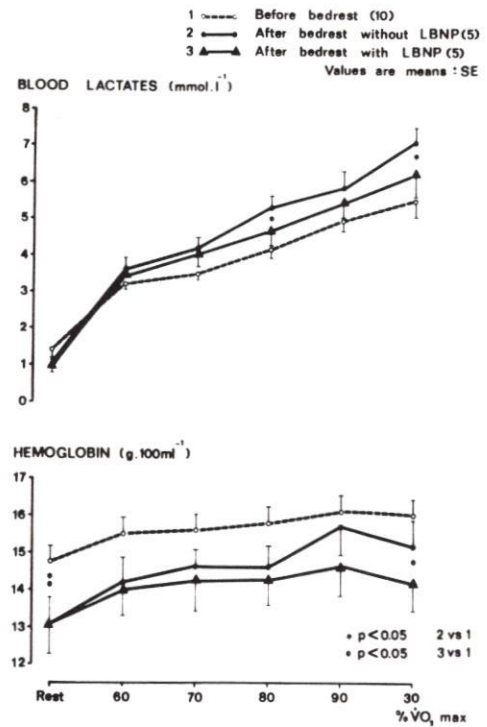 1 Before bedrest (10)
2 After bedrest without LBNP (5)
3 After bedrest with LBNP (5)
Values are means : SE
BLOOD LACTATES (mmol.l⁻¹)
8
7
6
5
4
3
2
1
0
HEMOGLOBIN (g.100ml⁻¹)
17
16
15
14
13
12
• p<0.05 2 vs 1
• p<0.05 3 vs 1
Rest 60 70 80 90 30
% V̇O₂ max